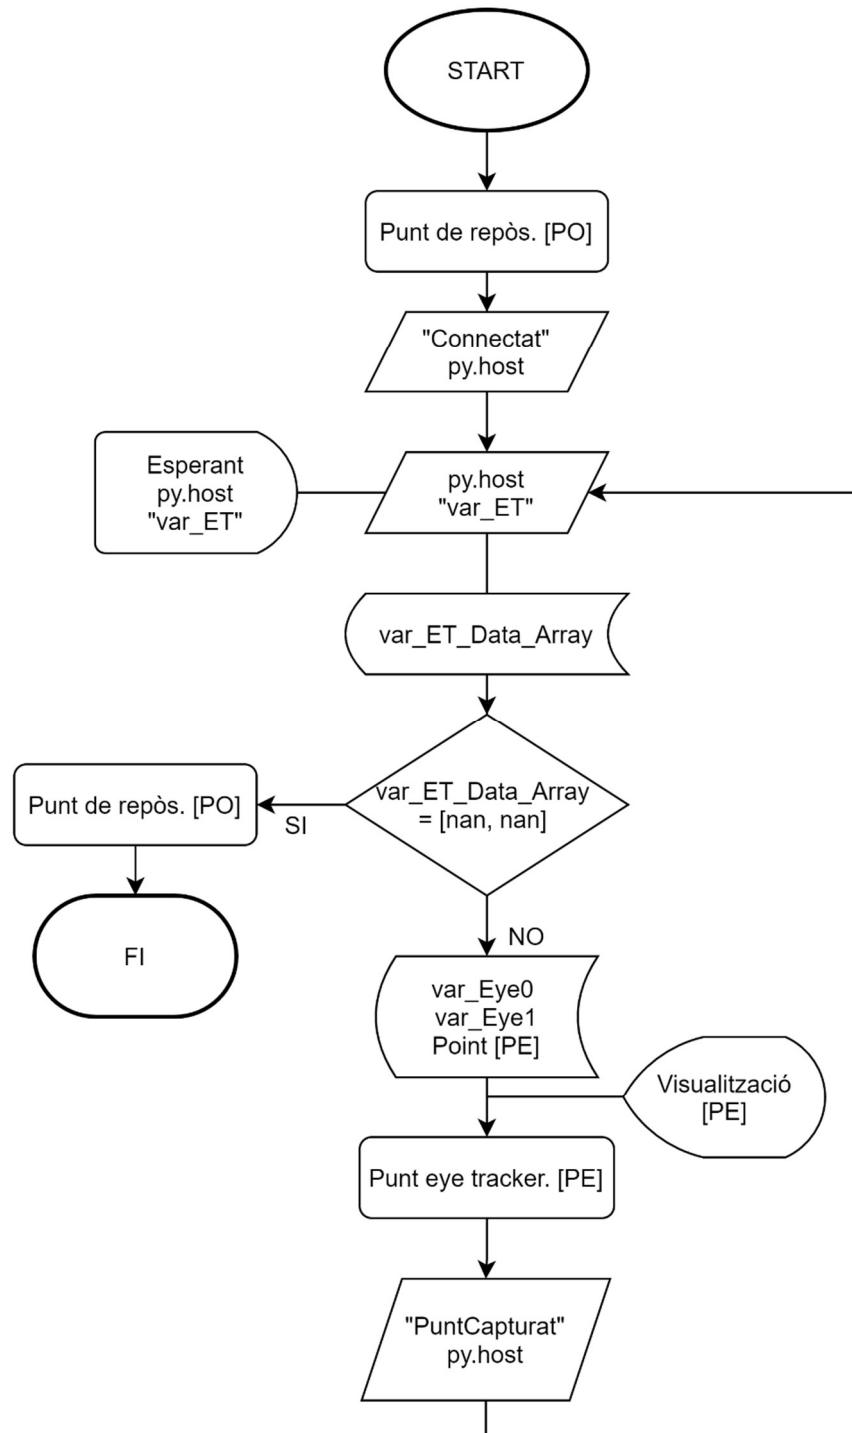 START
Punt de repòs. [PO]
"Connectat"
py.host
Esperant
py.host
"var_ET"
py.host
"var_ET"
var_ET_Data_Array
var_ET_Data_Array
= [nan, nan]
SI
Punt de repòs. [PO]
FI
NO
var_Eye0
var_Eye1
Point [PE]
Visualització
[PE]
Punt eye tracker. [PE]
"PuntCapturat"
py.host